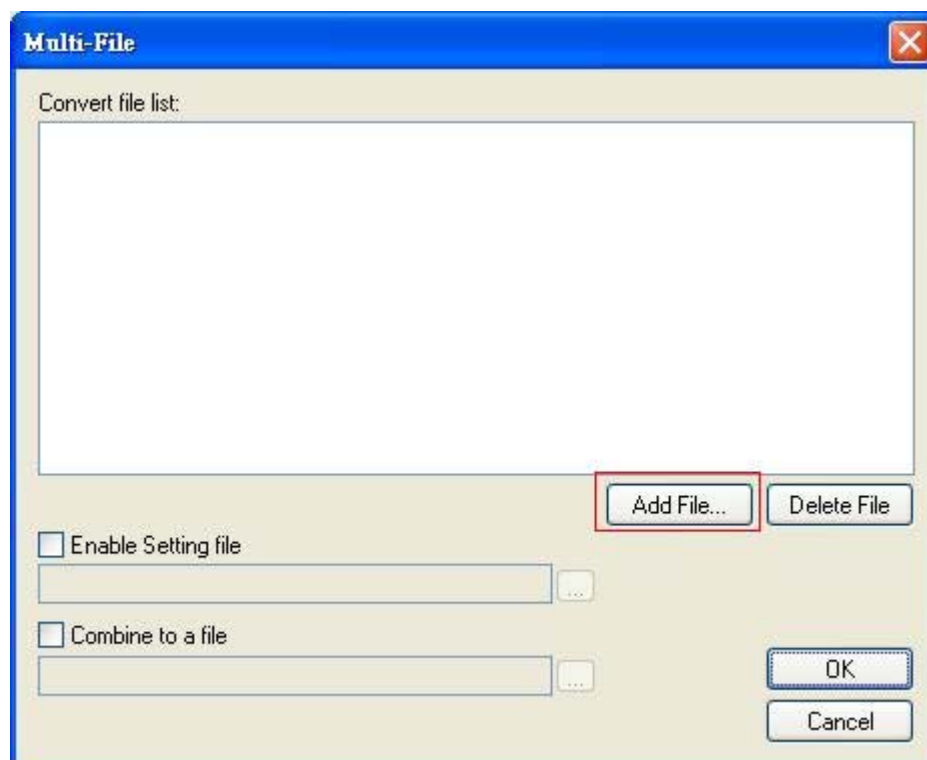 Multi-File
Convert file list:
Add File...
Delete File
Enable Setting file
...
Combine to a file
...
OK
Cancel